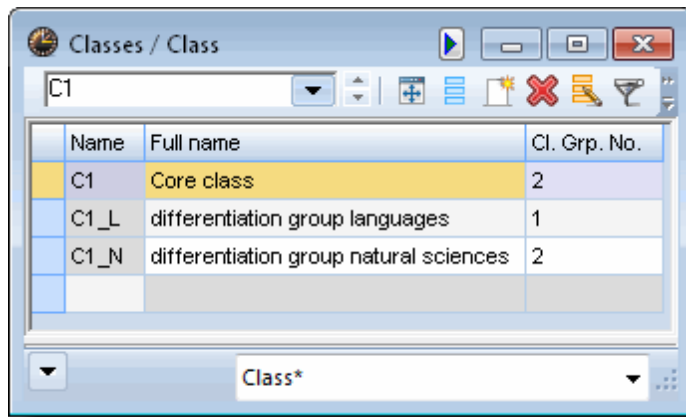 Classes / Class
C1
Name Full name Cl. Grp. No.
C1 Core class 2
C1_L differentiation group languages 1
C1_N differentiation group natural sciences 2
Class*